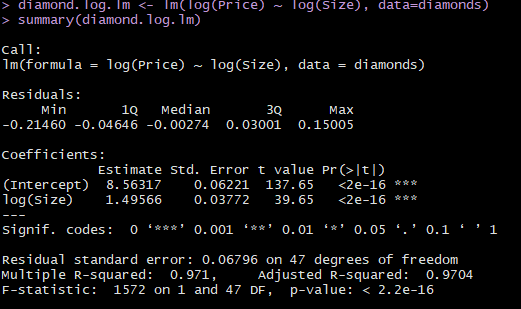 > diamond.log.lm <- lm(log(Price) ~ log(Size), data=diamonds)
> summary(diamond.log.lm)
Call:
lm(formula = log(Price) ~ log(Size), data = diamonds)
Residuals:
     Min       1Q   Median       3Q      Max
-0.21460 -0.04646 -0.00274  0.03001  0.15005
Coefficients:
            Estimate Std. Error t value Pr(>|t|)
(Intercept)  8.56317    0.06221  137.65   <2e-16 ***
log(Size)    1.49566    0.03772   39.65   <2e-16 ***
---
Signif. codes:  0 ‘***’ 0.001 ‘**’ 0.01 ‘*’ 0.05 ‘.’ 0.1 ‘ ’ 1
Residual standard error: 0.06796 on 47 degrees of freedom
Multiple R-squared:  0.971,     Adjusted R-squared:  0.9704
F-statistic:  1572 on 1 and 47 DF,  p-value: < 2.2e-16